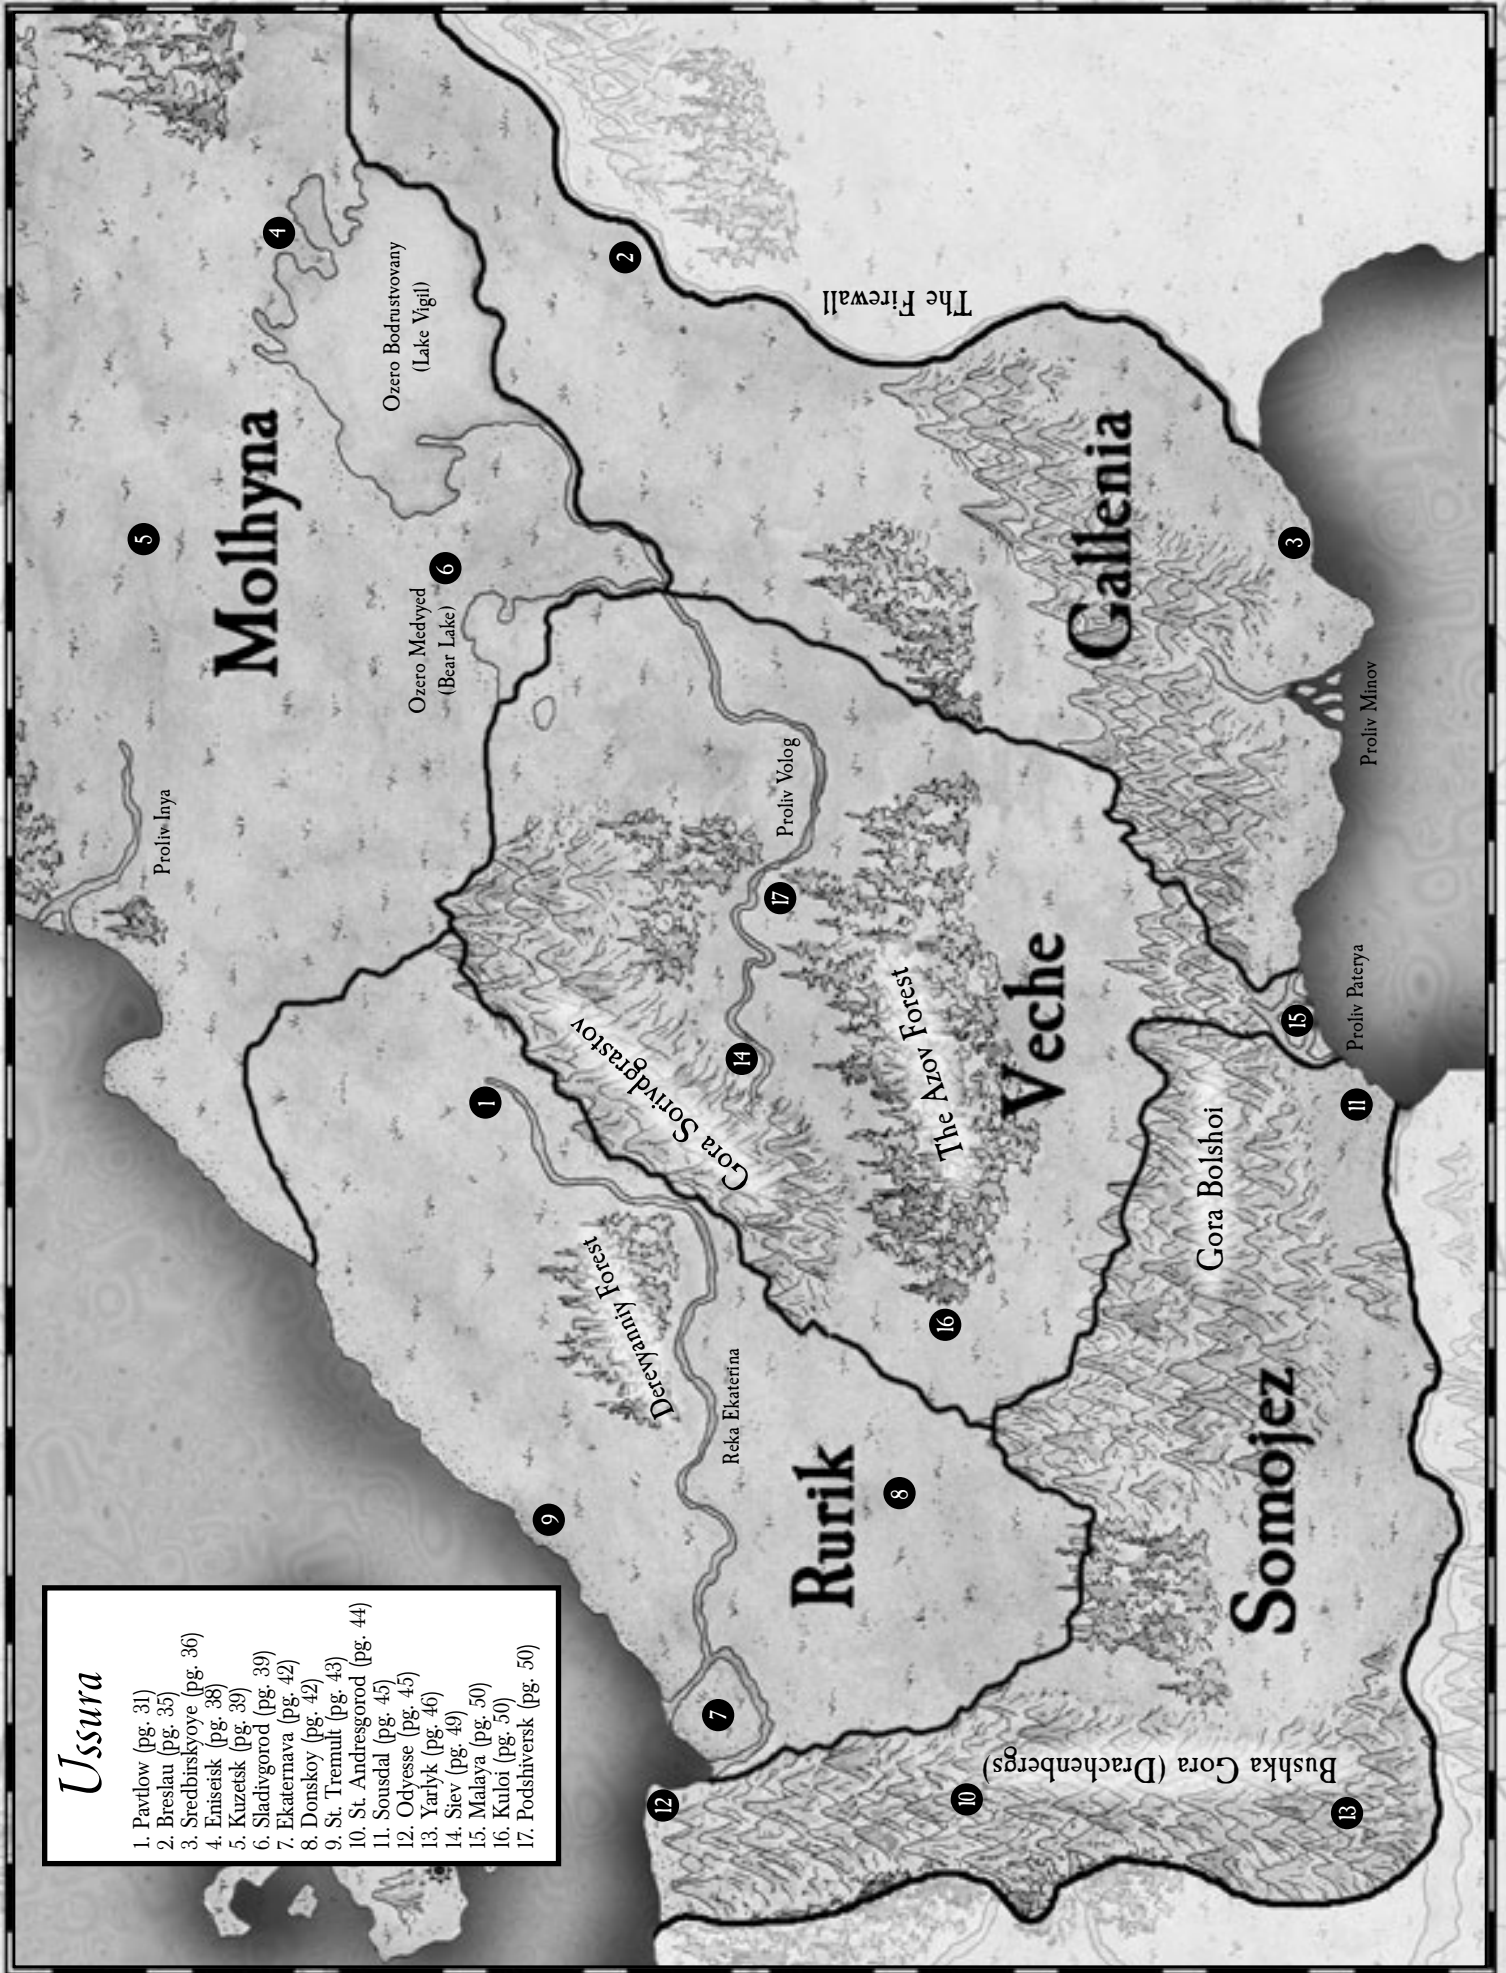 Ussura
1. Pavtlow (pg. 31)
2. Breslau (pg. 35)
3. Sredbirskyoye (pg. 36)
4. Eniseisk (pg. 38)
5. Kuzetsk (pg. 39)
6. Sladivgorod (pg. 39)
7. Ekaternava (pg. 42)
8. Donskoy (pg. 42)
9. St. Tremult (pg. 43)
10. St. Andresgorod (pg. 44)
11. Sousdal (pg. 45)
12. Odyesse (pg. 45)
13. Yarlyk (pg. 46)
14. Siev (pg. 49)
15. Malaya (pg. 50)
16. Kuloi (pg. 50)
17. Podshiversk (pg. 50)
Proliv Inya
5
Molhyna
4
Ozero Bodrustvovany
(Lake Vigil)
6
Ozero Medvyed
(Bear Lake)
2
The Firewall
9
1
Derevyanniy Forest
Gora Sorivdgrastov
Reka Ekaterina
14
17
Proliv Volog
12
7
Rurik
8
16
The Azov Forest
Veche
Gallenia
3
10
Bushka Gora (Drachenbergs)
13
Somojez
Gora Bolshoi
15
11
Proliv Paterya
Proliv Minov